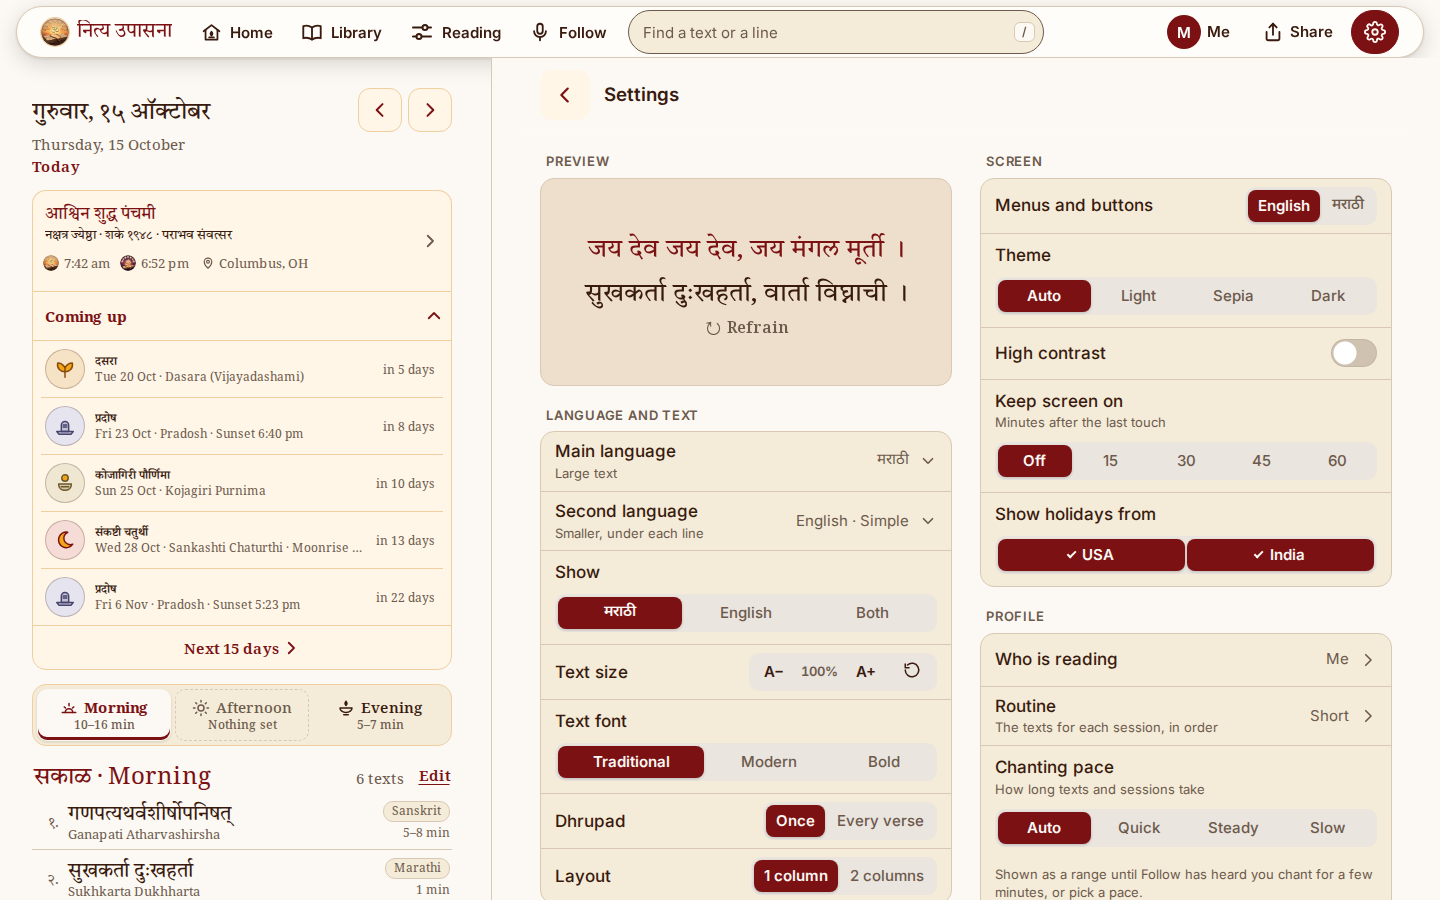 नित्य उपासना
Home
Library
Reading
Follow
Find a text or a line
/
M
Me
Share
गुरुवार, १५ ऑक्टोबर
Thursday, 15 October
Today
आश्विन शुद्ध पंचमी
नक्षत्र ज्येष्ठा · शके १९४८ · पराभव संवत्सर
7:42 am
6:52 pm
Columbus, OH
Coming up
दसरा
Tue 20 Oct · Dasara (Vijayadashami)
in 5 days
प्रदोष
Fri 23 Oct · Pradosh · Sunset 6:40 pm
in 8 days
कोजागिरी पौर्णिमा
Sun 25 Oct · Kojagiri Purnima
in 10 days
संकष्टी चतुर्थी
Wed 28 Oct · Sankashti Chaturthi · Moonrise ...
in 13 days
प्रदोष
Fri 6 Nov · Pradosh · Sunset 5:23 pm
in 22 days
Next 15 days
Morning
10–16 min
Afternoon
Nothing set
Evening
5–7 min
सकाळ · Morning
6 texts
Edit
१.
गणपत्यथर्वशीर्षोपनिषत्
Ganapati Atharvashirsha
Sanskrit
5–8 min
२.
सुखकर्ता दुःखहर्ता
Sukhkarta Dukhharta
Marathi
1 min
Settings
PREVIEW
जय देव जय देव, जय मंगल मूर्ती ।
सुखकर्ता दुःखहर्ता, वार्ता विघ्नाची ।
Refrain
LANGUAGE AND TEXT
Main language
Large text
मराठी
Second language
Smaller, under each line
English · Simple
Show
मराठी
English
Both
Text size
A−
100%
A+
Text font
Traditional
Modern
Bold
Dhrupad
Once
Every verse
Layout
1 column
2 columns
SCREEN
Menus and buttons
English
मराठी
Theme
Auto
Light
Sepia
Dark
High contrast
Keep screen on
Minutes after the last touch
Off
15
30
45
60
Show holidays from
✓ USA
✓ India
PROFILE
Who is reading
Me
Routine
The texts for each session, in order
Short
Chanting pace
How long texts and sessions take
Auto
Quick
Steady
Slow
Shown as a range until Follow has heard you chant for a few
minutes, or pick a pace.